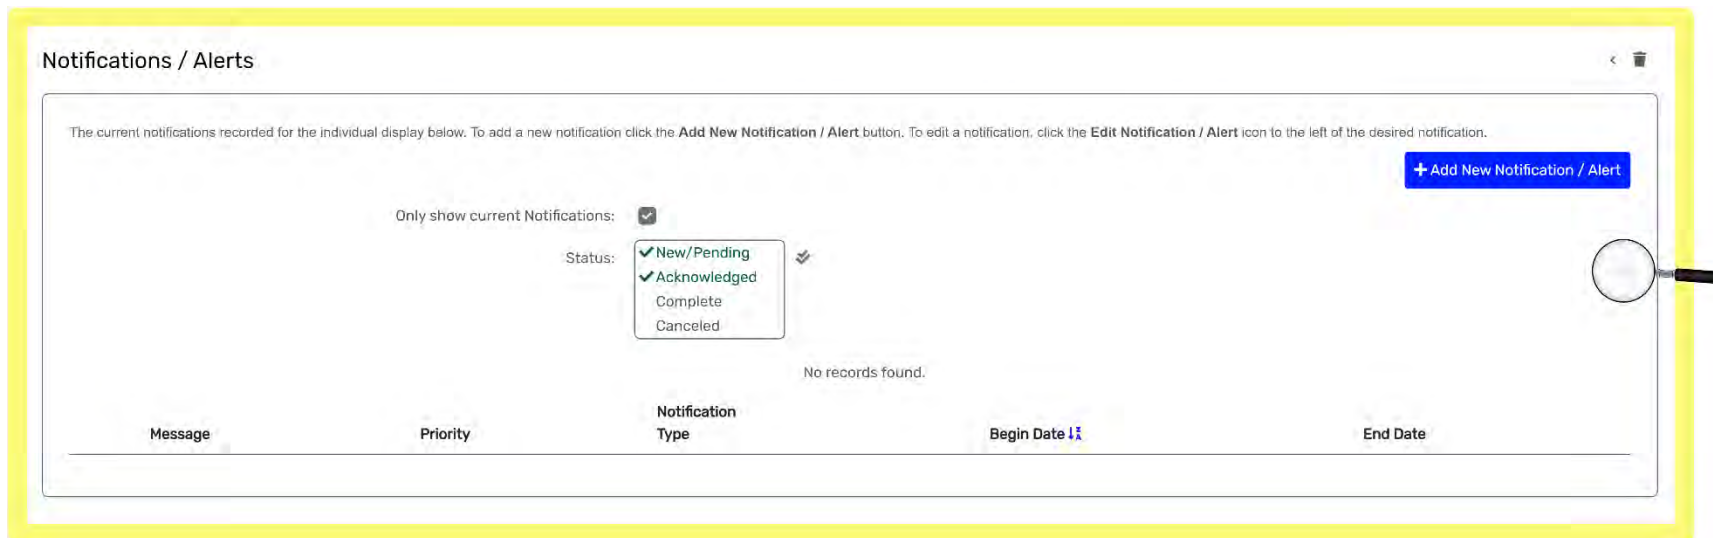 Notifications / Alerts
The current notifications recorded for the individual display below. To add a new notification click the Add New Notification / Alert button. To edit a notification, click the Edit Notification / Alert icon to the left of the desired notification.
+ Add New Notification / Alert
Only show current Notifications:
Status:
New/Pending
Acknowledged
Complete
Canceled
No records found.
Message Priority Notification Type Begin Date End Date